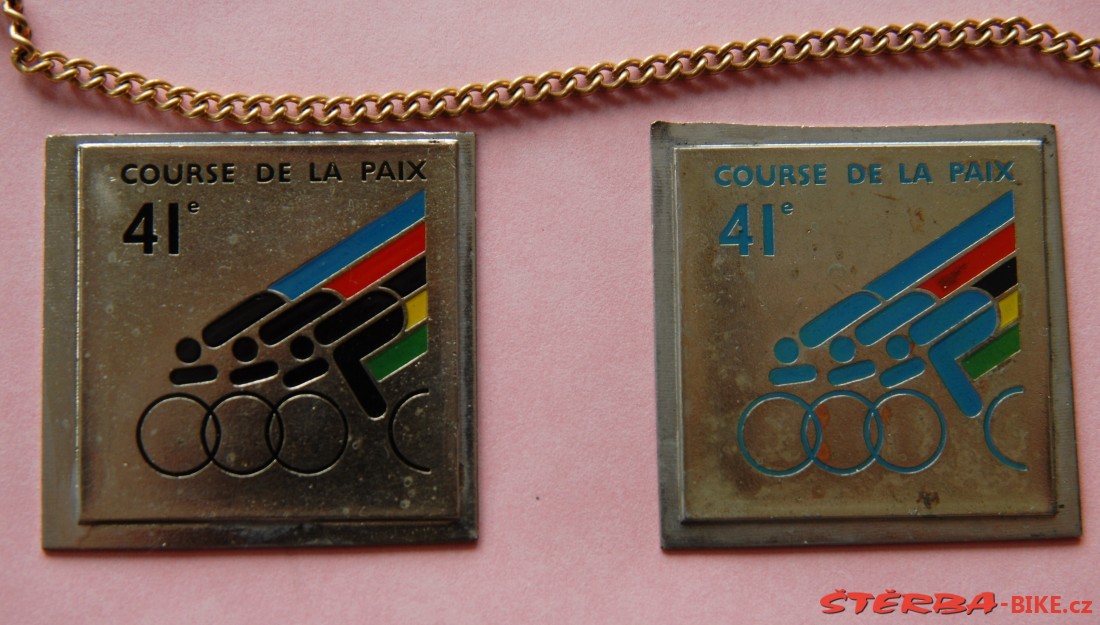 COURSE DE LA PAIX
41e
COURSE DE LA PAIX
41e
ŠTĚRBA-BIKE.cz